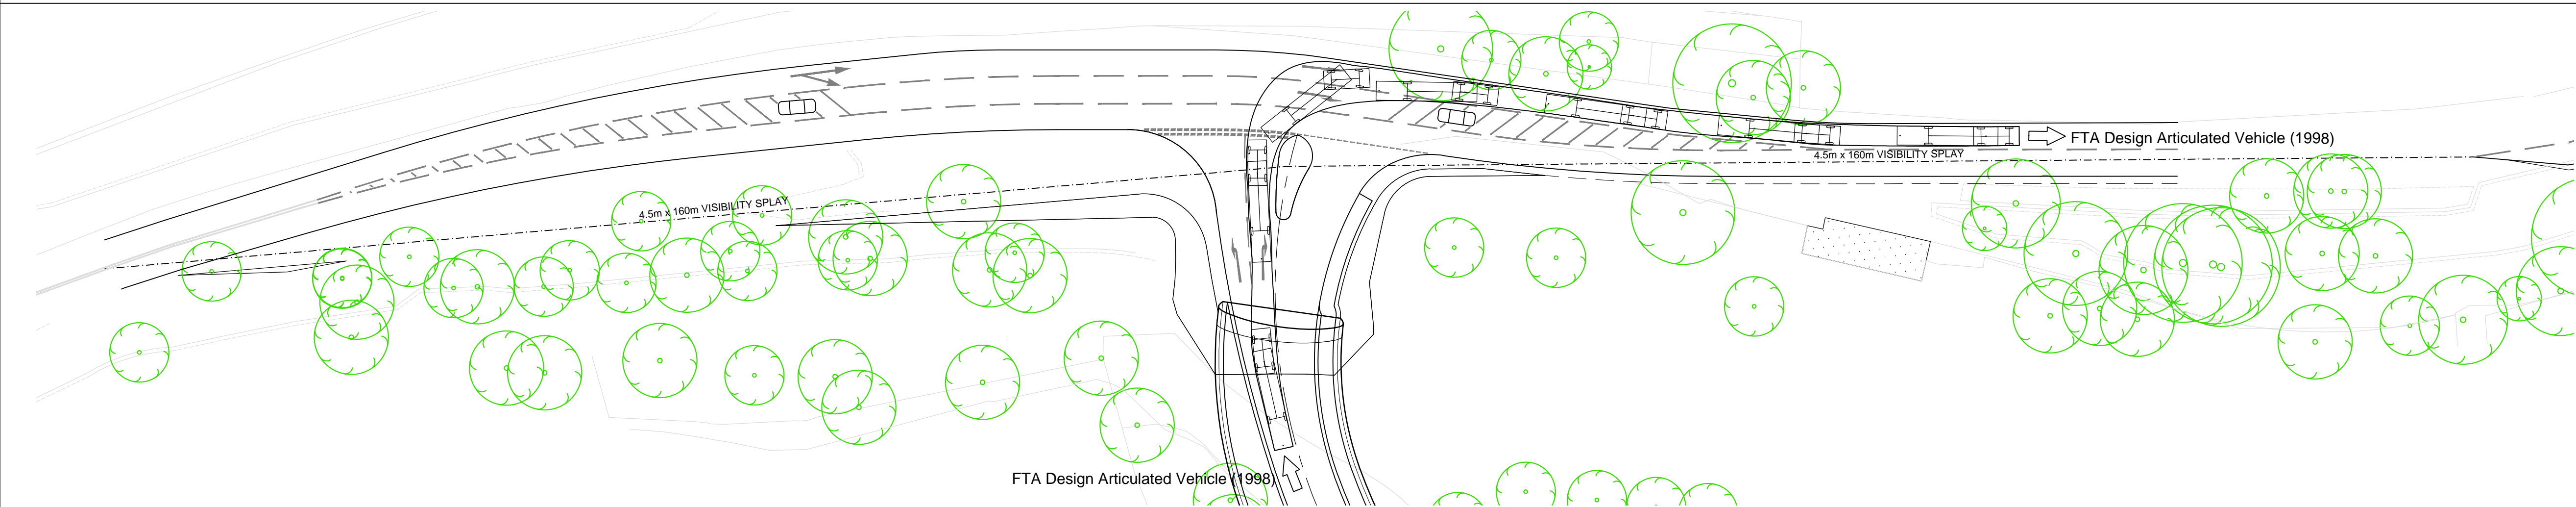 FTA Design Articulated Vehicle (1998)
4.5m x 160m VISIBILITY SPLAY
4.5m x 160m VISIBILITY SPLAY
FTA Design Articulated Vehicle (1998)